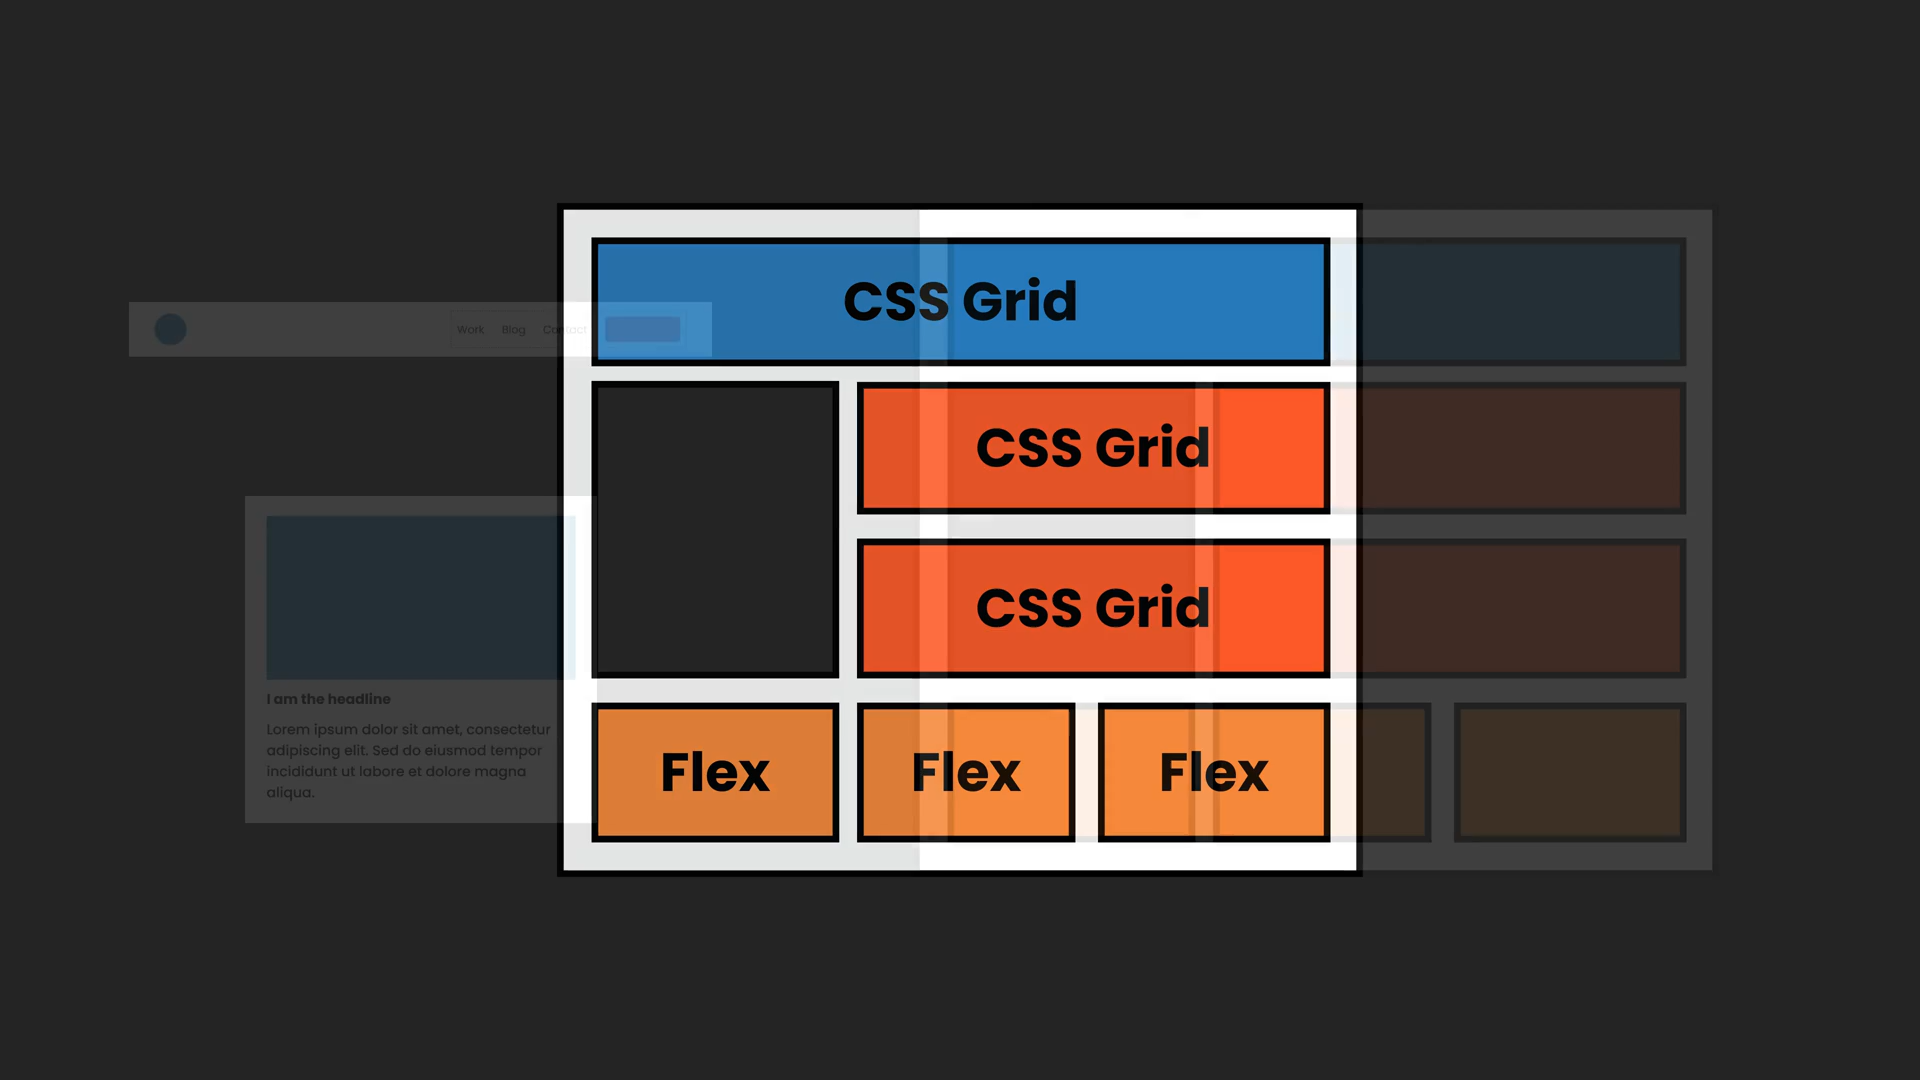 CSS Grid
Work Blog Contact
CSS Grid
CSS Grid
I am the headline
Lorem ipsum dolor sit amet, consectetur
adipiscing elit. Sed do eiusmod tempor
incididunt ut labore et dolore magna
aliqua.
Flex Flex Flex